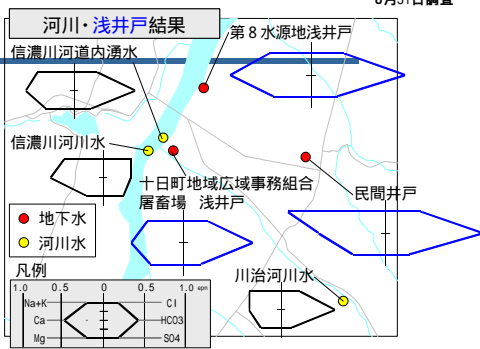 8月31日調査
河川・浅井戸結果
第8水源地浅井戸
信濃川河道内湧水
信濃川河川水
十日町地域広域事務組合
屠畜場 浅井戸
民間井戸
地下水
河川水
川治河川水
凡例
1.0 0.5 0 0.5 1.0 epm
Na+K Cl
Ca HCO3
Mg SO4